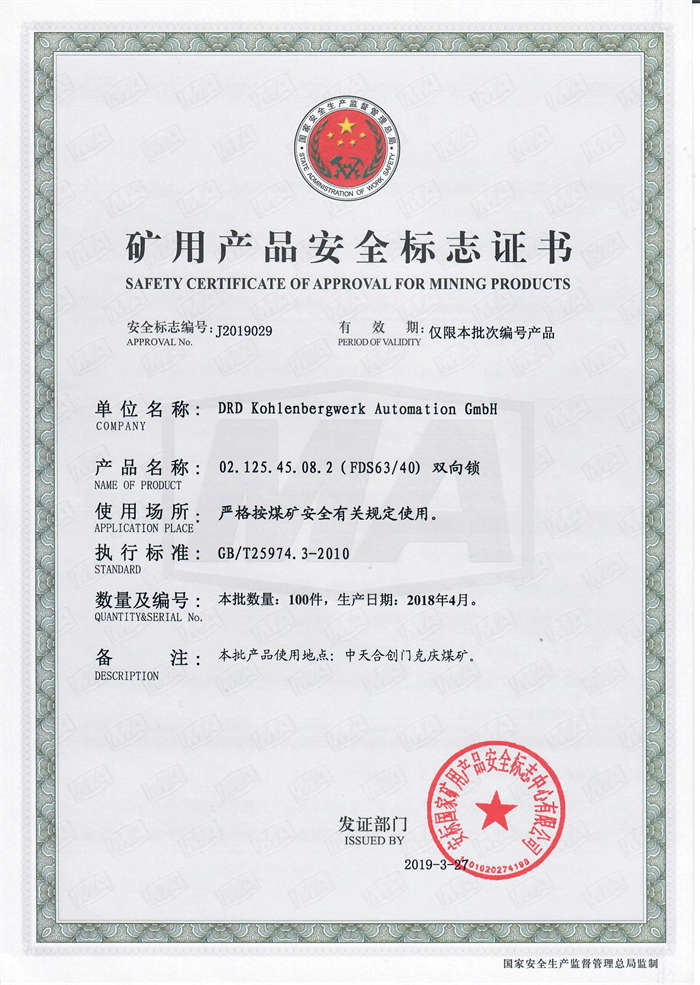 国家安全生产监督管理总局
STATE ADMINISTRATION OF WORK SAFETY
矿用产品安全标志证书
SAFETY CERTIFICATE OF APPROVAL FOR MINING PRODUCTS
安全标志编号: J2019029 有 效 期: 仅限本批次编号产品
APPROVAL No. PERIOD OF VALIDITY
单位名称: DRD Kohlenbergwerk Automation GmbH
COMPANY
产品名称: 02.125.45.08.2 (FDS63/40) 双向锁
NAME OF PRODUCT
使用场所: 严格按煤矿安全有关规定使用。
APPLICATION PLACE
执行标准: GB/T25974.3-2010
STANDARD
数量及编号: 本批数量: 100件, 生产日期: 2018年4月。
QUANTITY&SERIAL No.
备 注: 本批产品使用地点: 中天合创门克庆煤矿。
DESCRIPTION
MA
安标国家矿用产品安全标志中心有限公司
发证部门
ISSUED BY
2019-3-27
国家安全生产监督管理总局监制